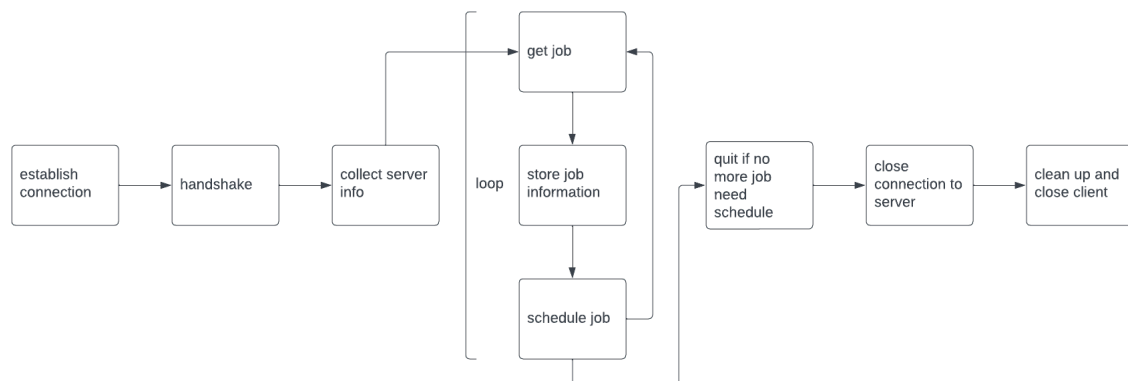 establish
connection
handshake
collect server
info
loop
get job
store job
information
schedule job
quit if no
more job
need
schedule
close
connection to
server
clean up and
close client